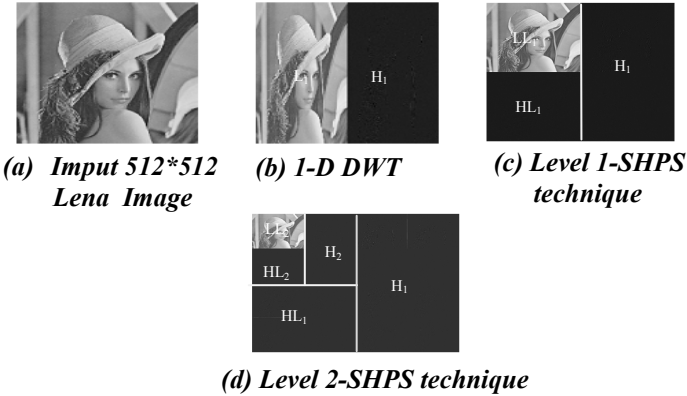 L₁ H₁
LL₁ H₁
HL₁
(a) Imput 512*512
Lena Image
(b) 1-D DWT
(c) Level 1-SHPS
technique
LL₂
H₂
HL₂
H₁
HL₁
(d) Level 2-SHPS technique